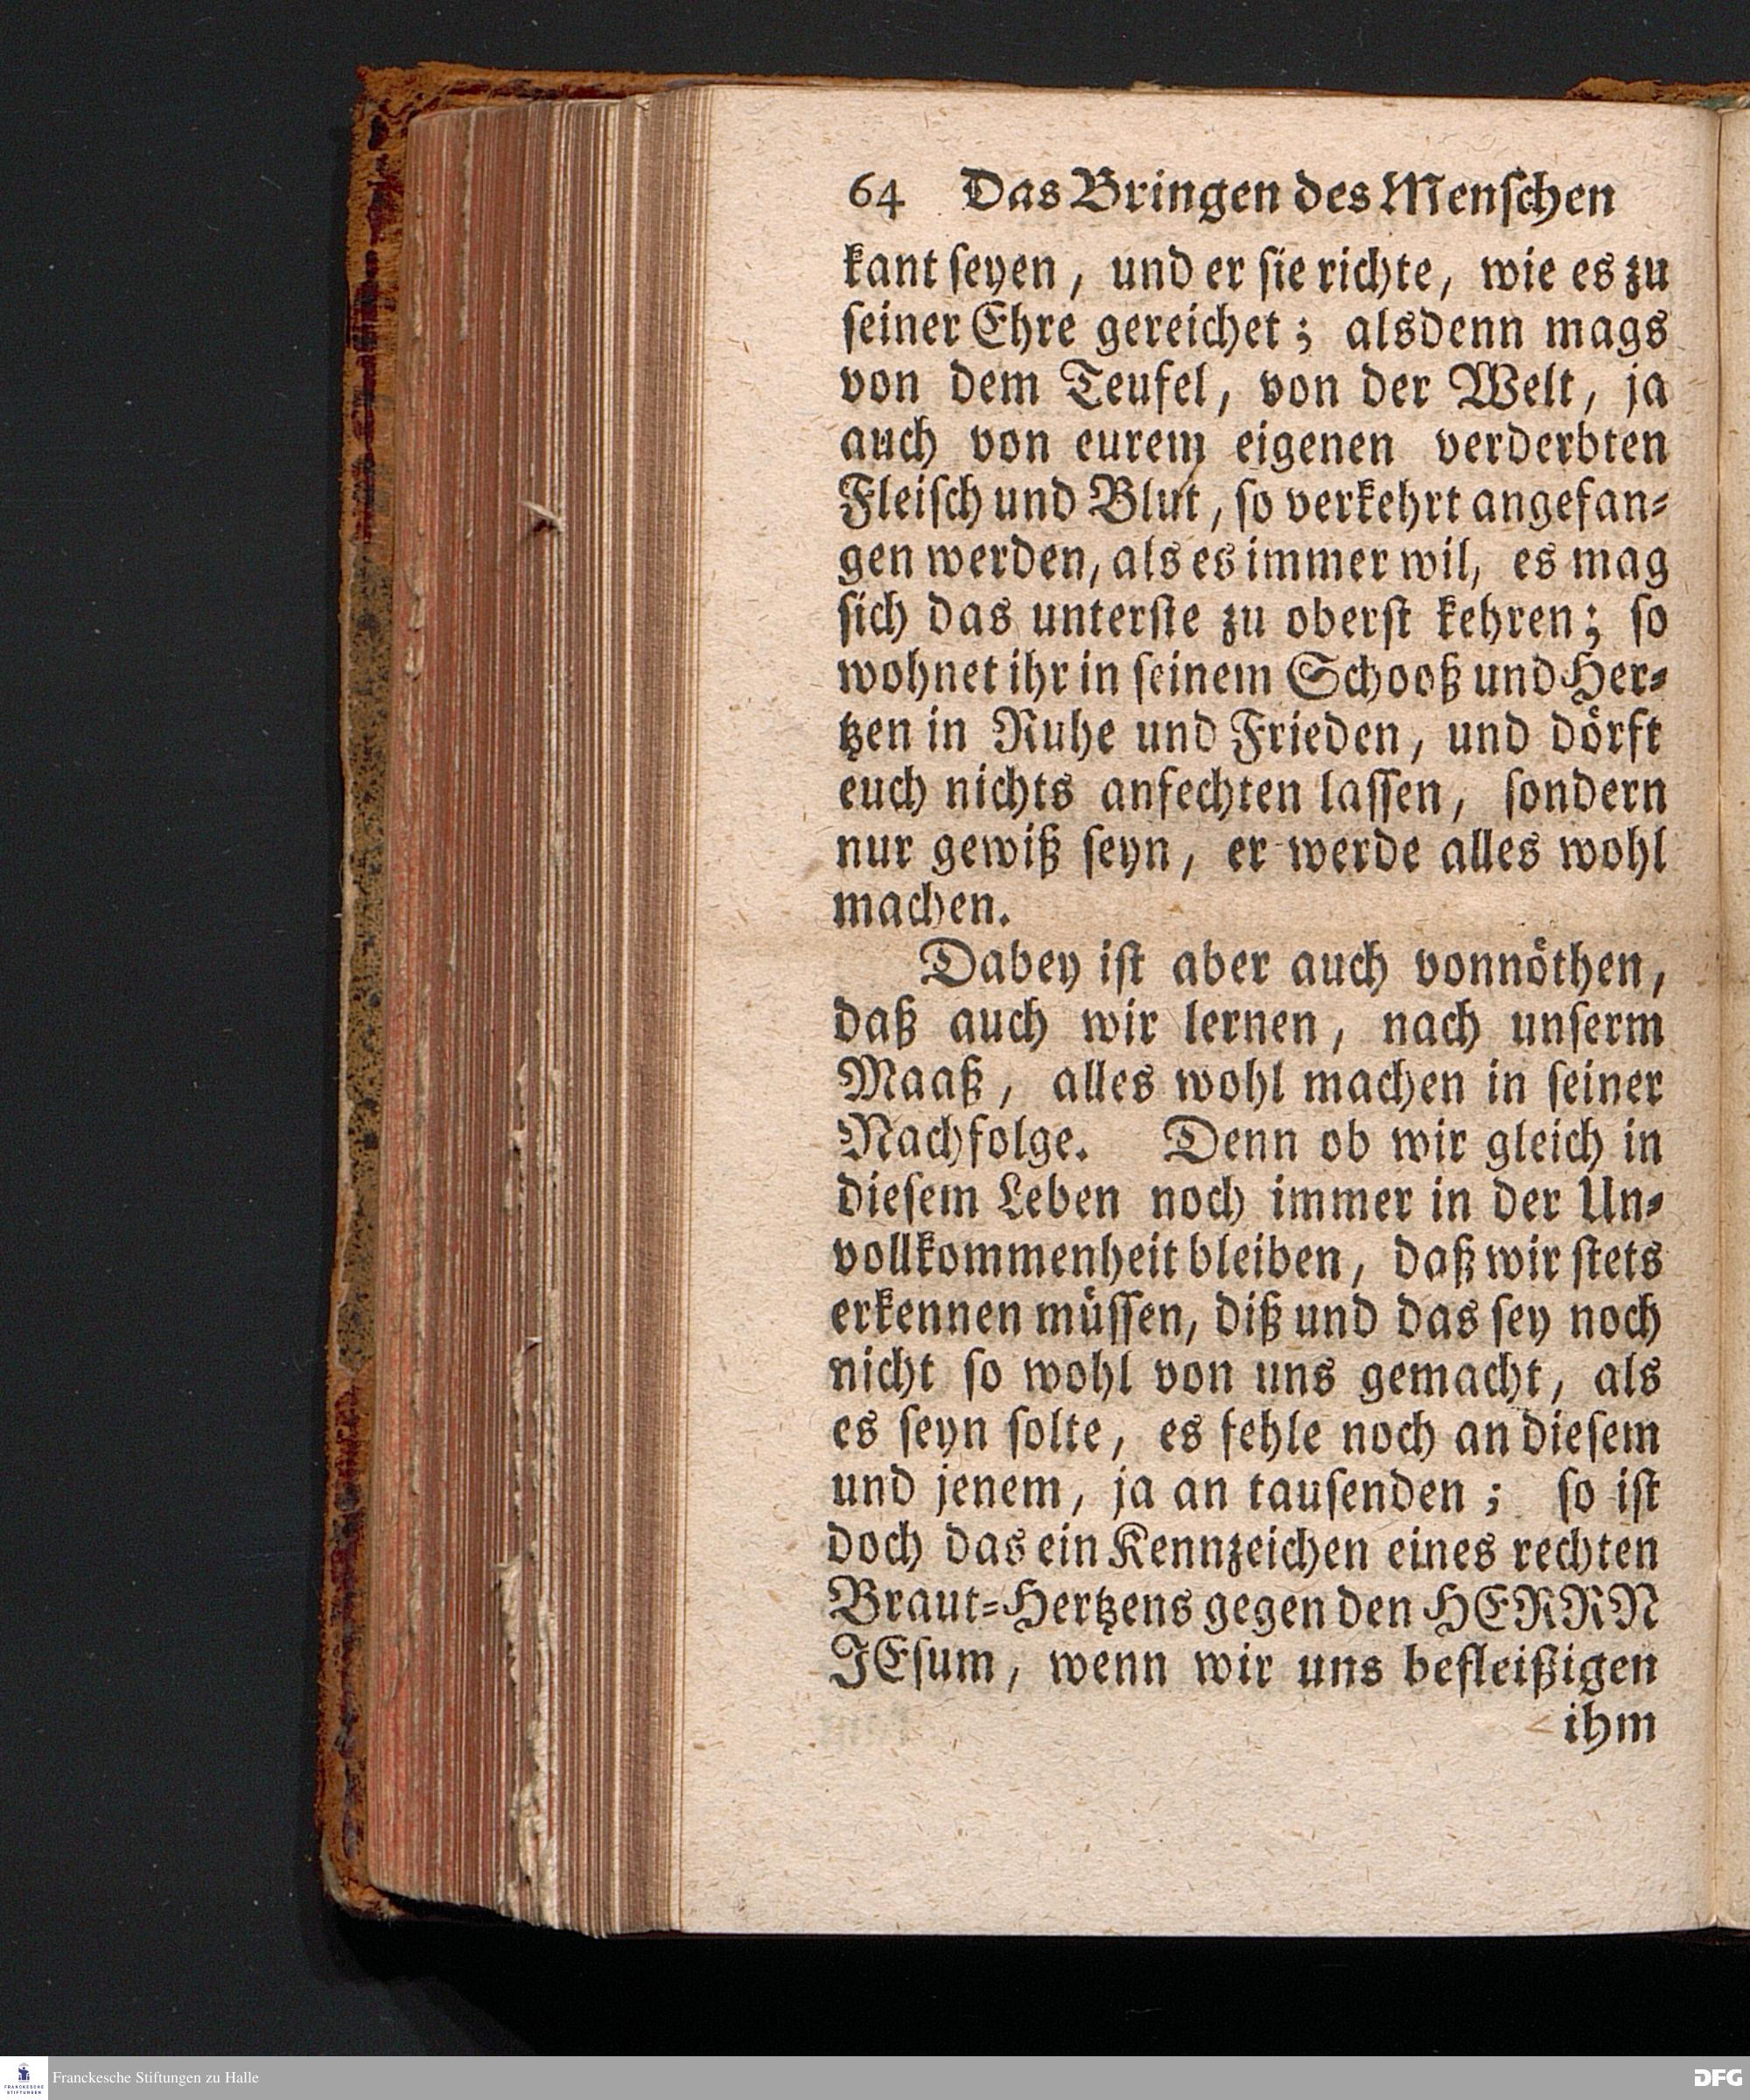 64 Das Bringen des Menſchen
kant ſeyen, und er ſie richte, wie es zu
ſeiner Ehre gereichet; alsdenn mags
von dem Teufel, von der Welt, ja
auch von eurem eigenen verderbten
Fleiſch und Blut, ſo verkehrt angefan⸗
gen werden, als es immer wil, es mag
ſich das unterſte zu oberſt kehren; ſo
wohnet ihr in ſeinem Schooß und Her⸗
tzen in Ruhe und Frieden, und doͤrft
euch nichts anfechten laſſen, ſondern
nur gewiß ſeyn, er werde alles wohl
machen.
Dabey iſt aber auch vonnoͤthen,
daß auch wir lernen, nach unſerm
Maaß, alles wohl machen in ſeiner
Nachfolge. Denn ob wir gleich in
dieſem Leben noch immer in der Un⸗
vollkommenheit bleiben, daß wir ſtets
erkennen muͤſſen, diß und das ſey noch
nicht ſo wohl von uns gemacht, als
es ſeyn ſolte, es fehle noch an dieſem
und jenem, ja an tauſenden; ſo iſt
doch das ein Kennzeichen eines rechten
Braut⸗Hertzens gegen den HERRN
JEſum, wenn wir uns befleißigen
ihm
FRANCKESCHE
STIFTUNGEN
Franckesche Stiftungen zu Halle
DFG